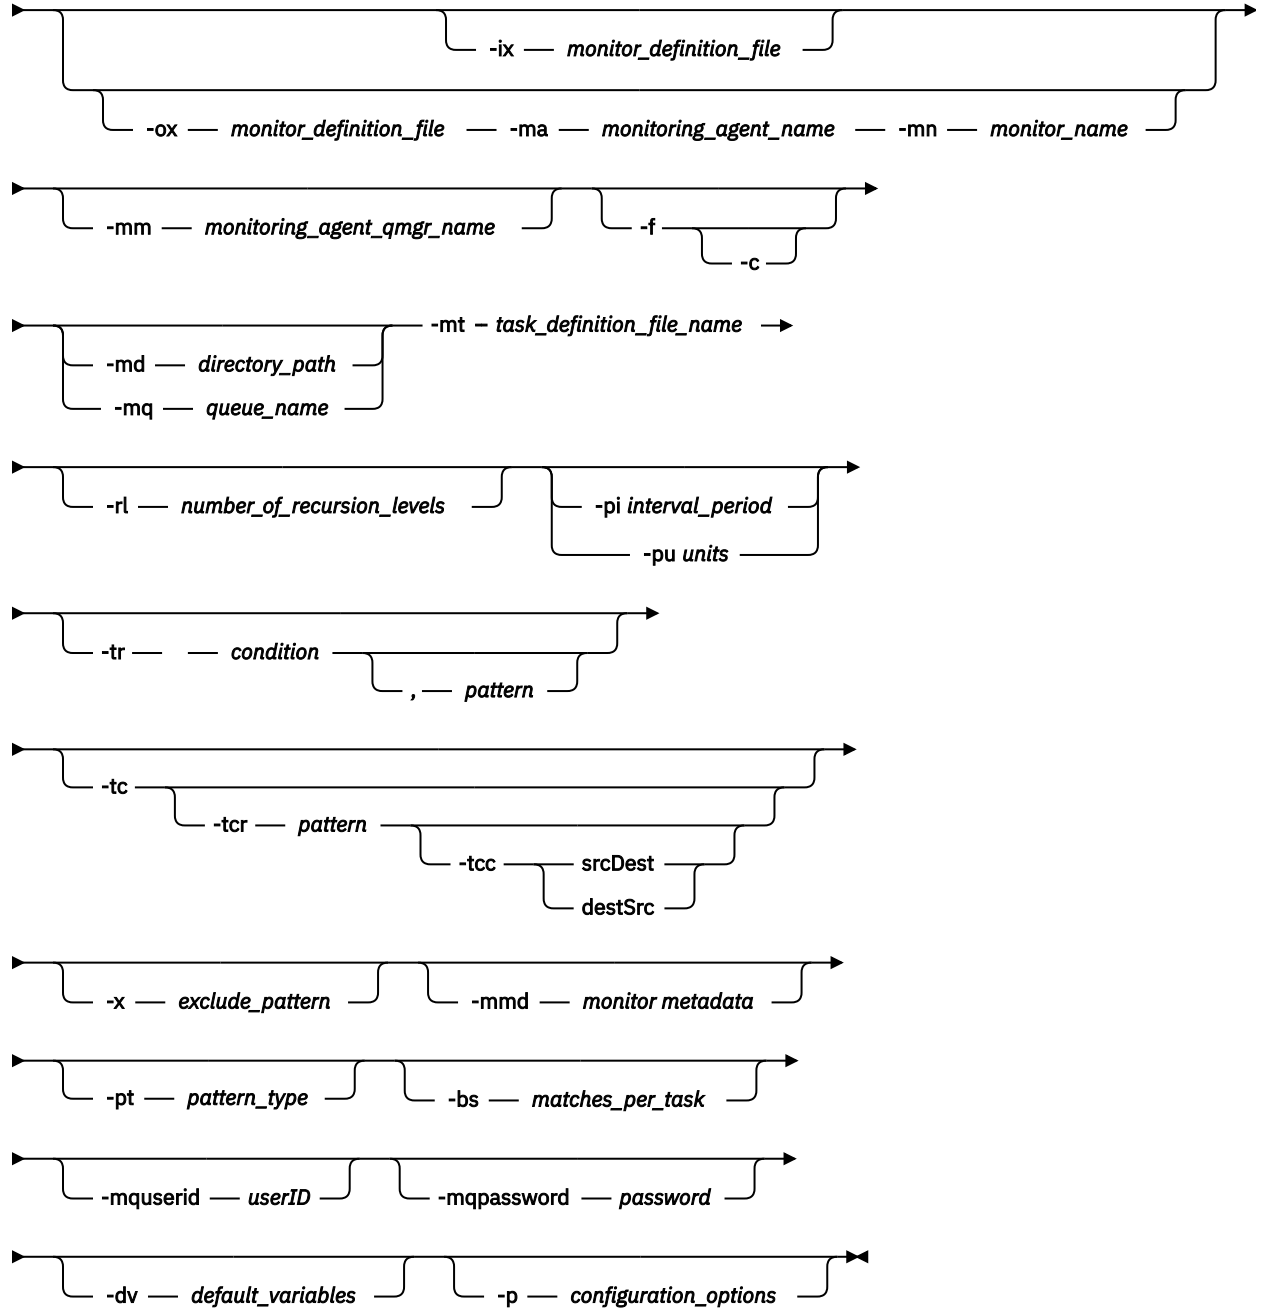 -ix monitor_definition_file
-ox monitor_definition_file -ma monitoring_agent_name -mn monitor_name
-mm monitoring_agent_qmgr_name -f
-c
-mt task_definition_file_name
-md directory_path
-mq queue_name
-rl number_of_recursion_levels -pi interval_period
-pu units
-tr condition
, pattern
-tc
-tcr pattern
-tcc srcDest
destSrc
-x exclude_pattern -mmd monitor metadata
-pt pattern_type -bs matches_per_task
-mquserid userID -mqpassword password
-dv default_variables -p configuration_options